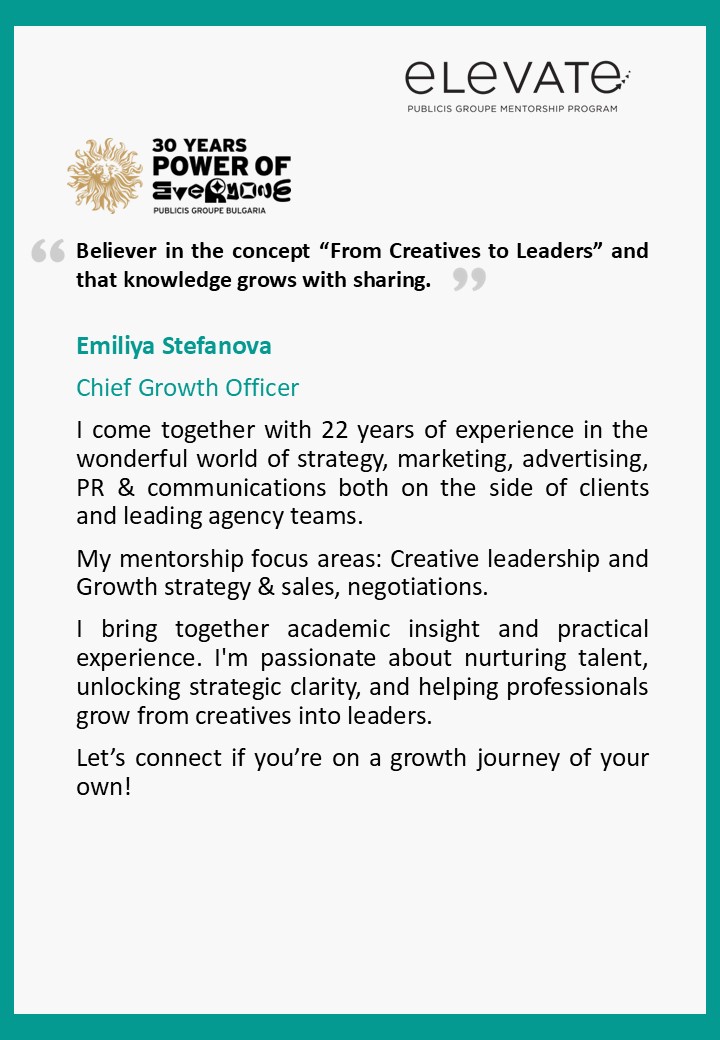 eLeVATe
PUBLICIS GROUPE MENTORSHIP PROGRAM
30 YEARS
POWER OF
EVERYONE
PUBLICIS GROUPE BULGARIA
“ Believer in the concept “From Creatives to Leaders” and
that knowledge grows with sharing. ”
Emiliya Stefanova
Chief Growth Officer
I come together with 22 years of experience in the
wonderful world of strategy, marketing, advertising,
PR & communications both on the side of clients
and leading agency teams.
My mentorship focus areas: Creative leadership and
Growth strategy & sales, negotiations.
I bring together academic insight and practical
experience. I'm passionate about nurturing talent,
unlocking strategic clarity, and helping professionals
grow from creatives into leaders.
Let’s connect if you’re on a growth journey of your
own!